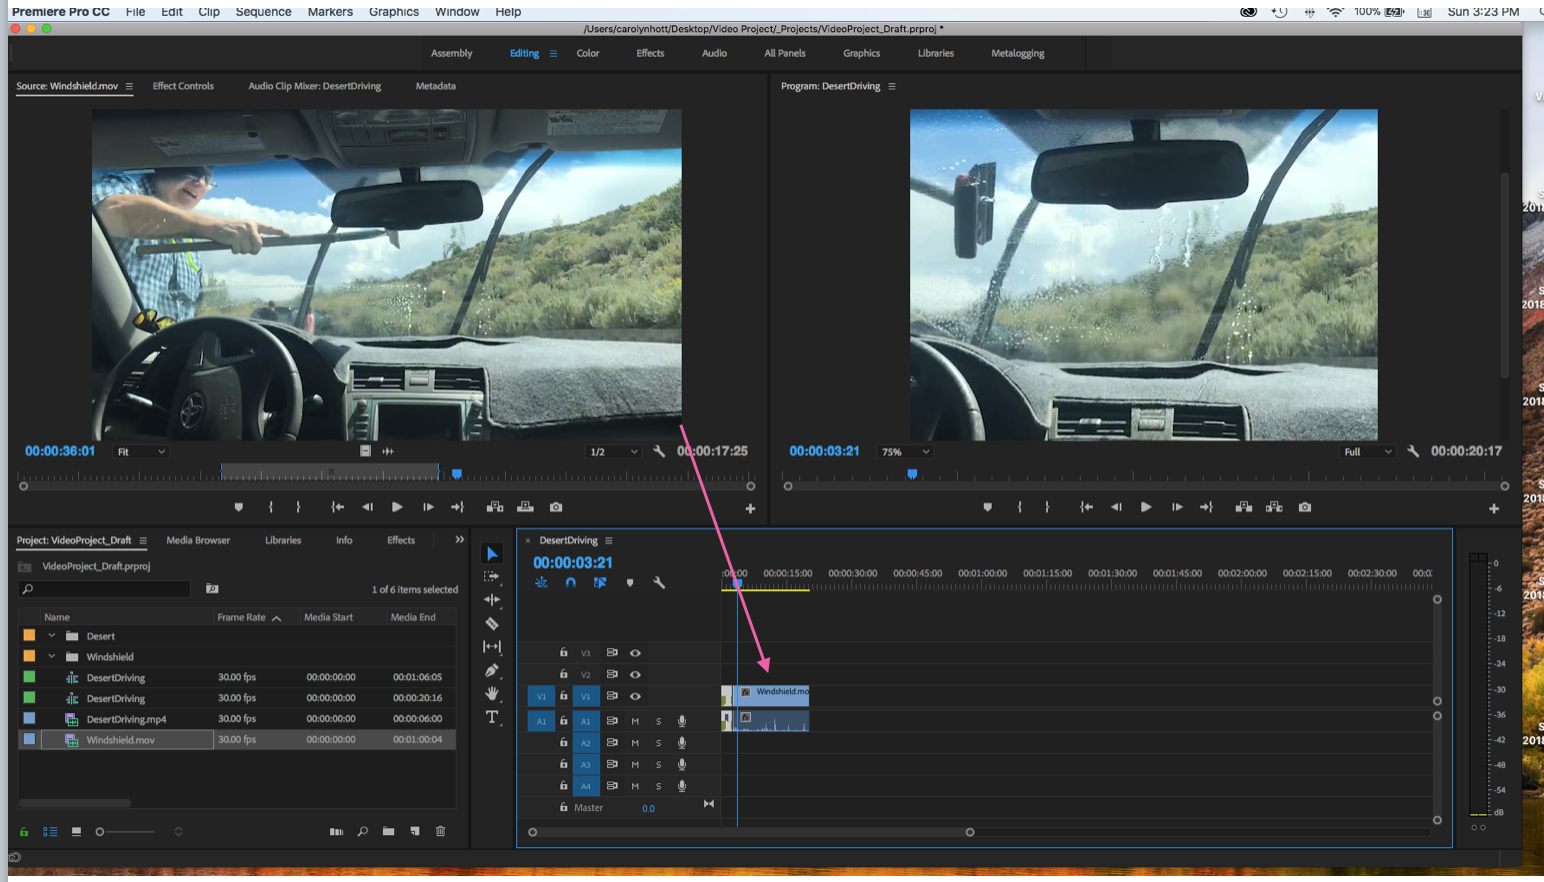 Premiere Pro CC File Edit Clip Sequence Markers Graphics Window Help 100% Sun 3:23 PM
/Users/carolynhott/Desktop/Video Project/_Projects/VideoProject_Draft.prproj *
Assembly Editing Color Effects Audio All Panels Graphics Libraries Metalogging
Source: Windshield.mov Effect Controls Audio Clip Mixer: DesertDriving Metadata Program: DesertDriving
00:00:36:01 Fit 1/2 00:00:17:25 00:00:03:21 75% Full 00:00:20:17
Project: VideoProject_Draft Media Browser Libraries Info Effects
VideoProject_Draft.prproj
1 of 6 items selected
Name Frame Rate Media Start Media End
Desert
Windshield
DesertDriving 30.00 fps 00:00:00:00 00:01:06:05
DesertDriving 30.00 fps 00:00:00:00 00:00:20:16
DesertDriving.mp4 30.00 fps 00:00:00:00 00:00:06:00
Windshield.mov 30.00 fps 00:00:00:00 00:01:00:04
× DesertDriving
00:00:03:21
:00:00 00:00:15:00 00:00:30:00 00:00:45:00 00:01:00:00 00:01:15:00 00:01:30:00 00:01:45:00 00:02:00:00 00:02:15:00 00:02:30:00 00:0
V3
V2
V1 V1 fx Windshield.mo
A1 A1 M S fx
A2 M S
A3 M S
A4 M S
Master 0.0
0
-6
-12
-18
-24
-30
-36
-42
-48
-54
dB
S
2018
S
2018
S
2018
S
2018
S
2018
S
2018